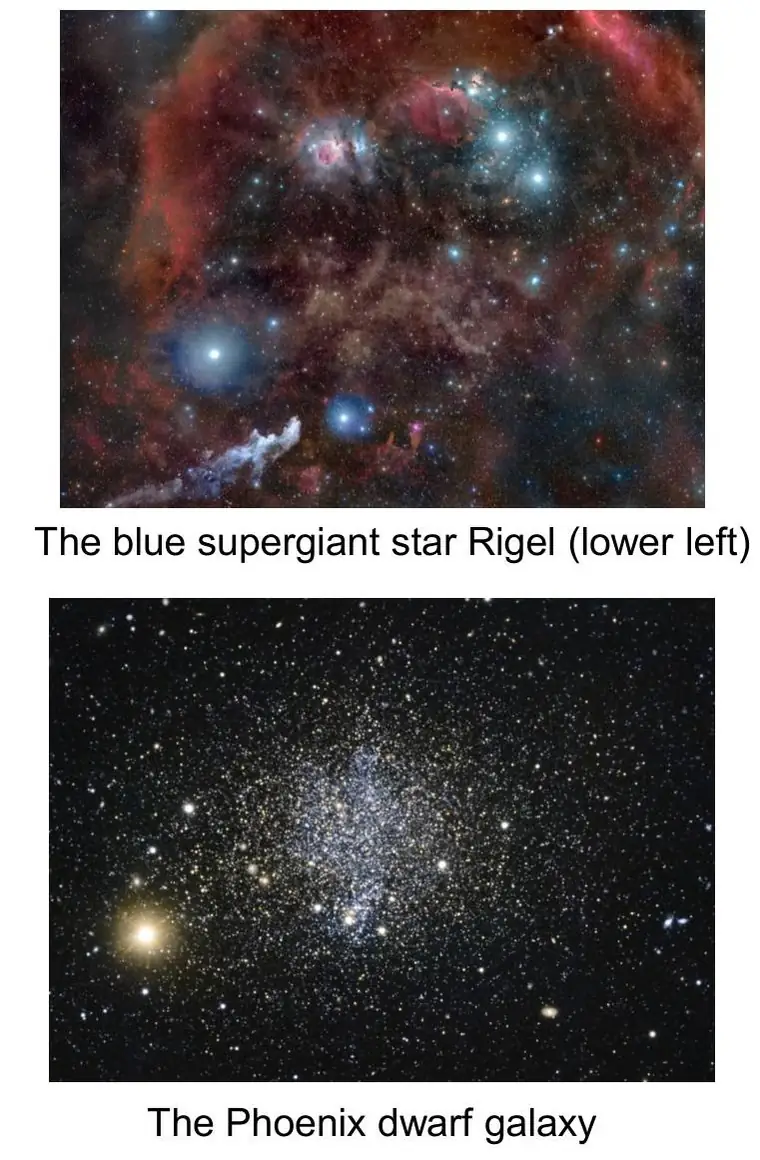 The blue supergiant star Rigel (lower left)
The Phoenix dwarf galaxy